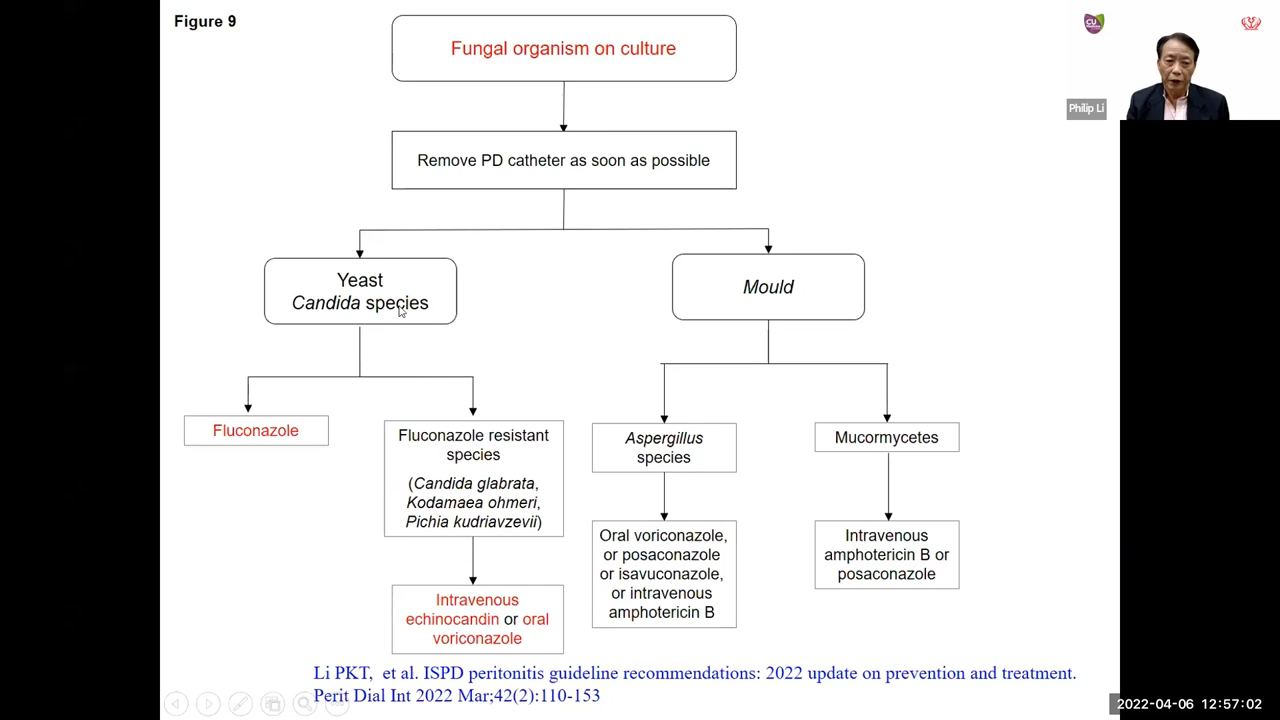 Figure 9
Fungal organism on culture
CU
Philip Li
Remove PD catheter as soon as possible
Yeast
Candida species
Mould
Fluconazole
Fluconazole resistant
species
(Candida glabrata,
Kodamaea ohmeri,
Pichia kudriavzevii)
Aspergillus
species
Mucormycetes
Intravenous
echinocandin or oral
voriconazole
Oral voriconazole,
or posaconazole
or isavuconazole,
or intravenous
amphotericin B
Intravenous
amphotericin B or
posaconazole
Li PKT, et al. ISPD peritonitis guideline recommendations: 2022 update on prevention and treatment.
Perit Dial Int 2022 Mar;42(2):110-153
2022-04-06 12:57:02